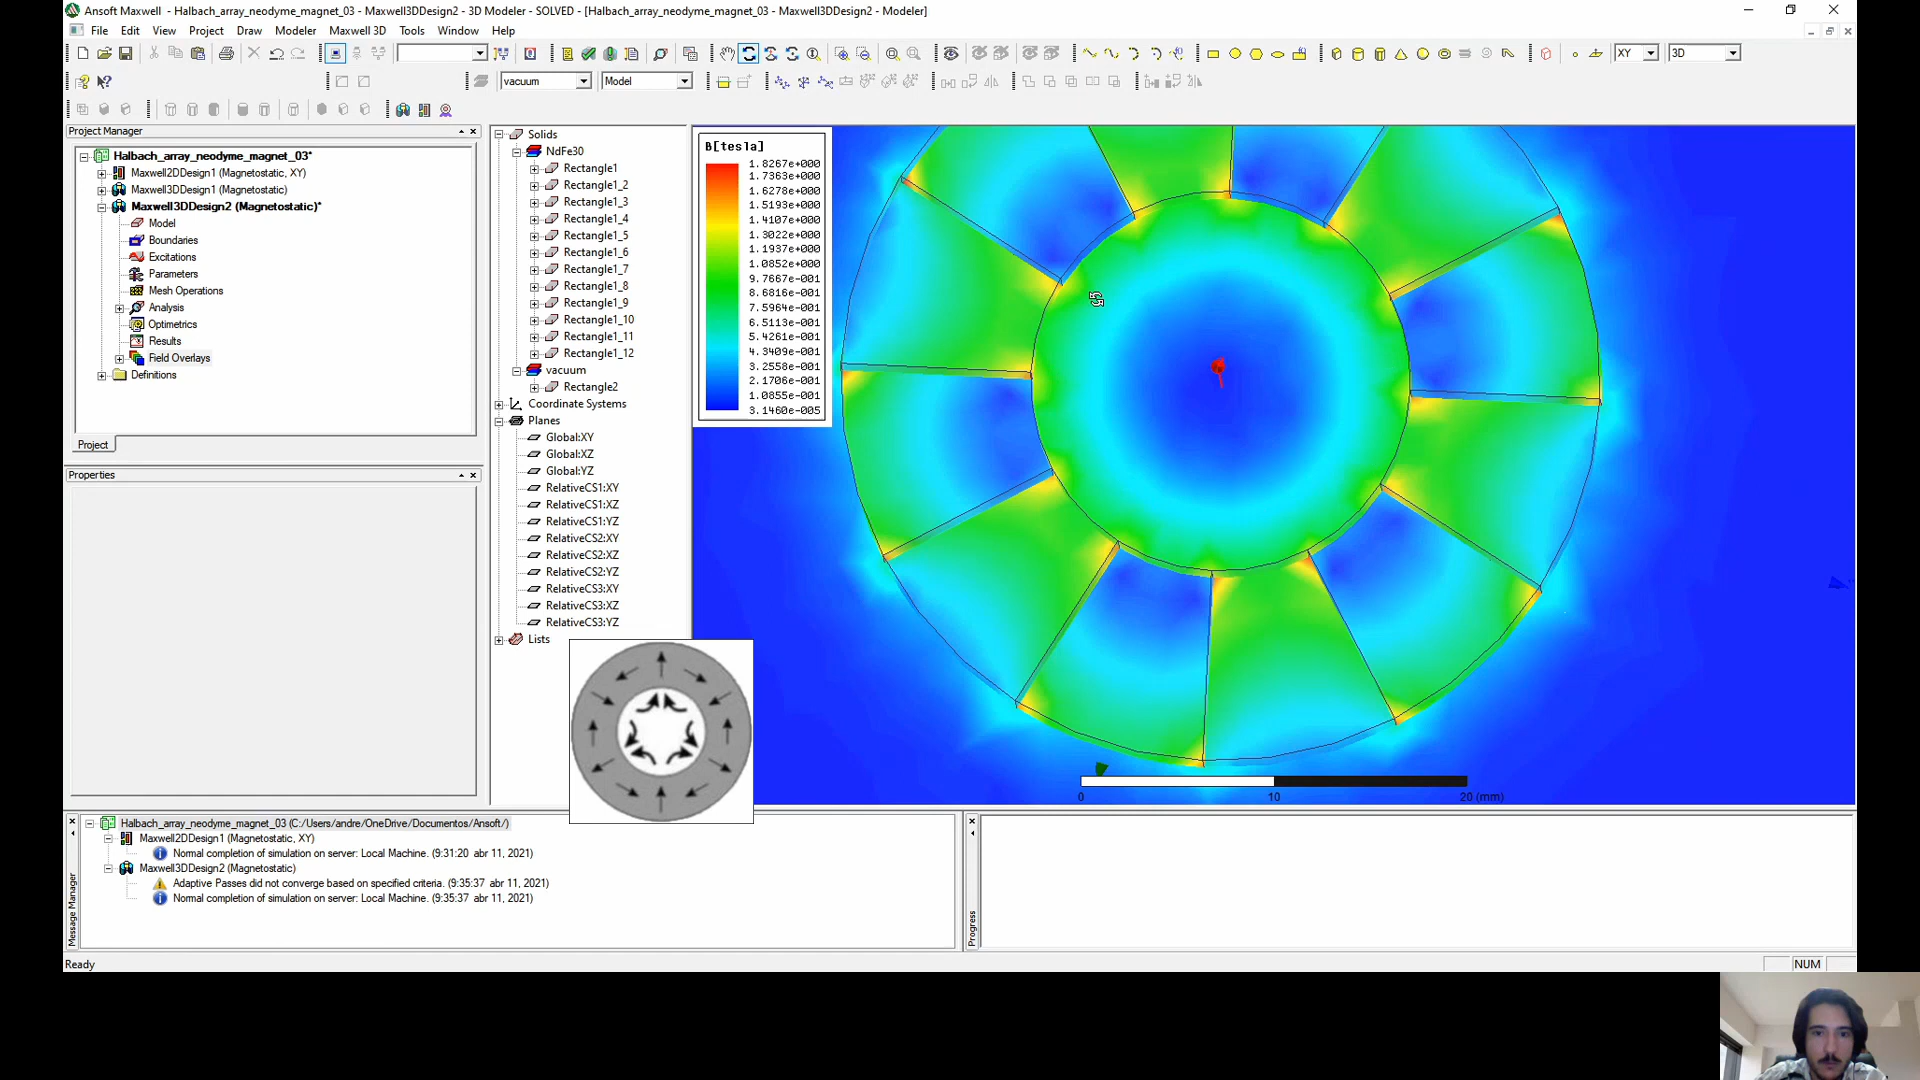 Ansoft Maxwell - Halbach_array_neodyme_magnet_03 - Maxwell3DDesign2 - 3D Modeler - SOLVED - [Halbach_array_neodyme_magnet_03 - Maxwell3DDesign2 - Modeler]
File Edit View Project Draw Modeler Maxwell 3D Tools Window Help
XY 3D
vacuum Model
Project Manager
Halbach_array_neodyme_magnet_03*
Maxwell2DDesign1 (Magnetostatic, XY)
Maxwell3DDesign1 (Magnetostatic)
Maxwell3DDesign2 (Magnetostatic)*
Model
Boundaries
Excitations
Parameters
Mesh Operations
Analysis
Optimetrics
Results
Field Overlays
Definitions
Project
Properties
Solids
NdFe30
Rectangle1
Rectangle1_2
Rectangle1_3
Rectangle1_4
Rectangle1_5
Rectangle1_6
Rectangle1_7
Rectangle1_8
Rectangle1_9
Rectangle1_10
Rectangle1_11
Rectangle1_12
vacuum
Rectangle2
Coordinate Systems
Planes
Global:XY
Global:XZ
Global:YZ
RelativeCS1:XY
RelativeCS1:XZ
RelativeCS1:YZ
RelativeCS2:XY
RelativeCS2:XZ
RelativeCS2:YZ
RelativeCS3:XY
RelativeCS3:XZ
RelativeCS3:YZ
Lists
B[tesla]
1.8267e+000
1.7363e+000
1.6278e+000
1.5193e+000
1.4107e+000
1.3022e+000
1.1937e+000
1.0852e+000
9.7667e-001
8.6816e-001
7.5964e-001
6.5113e-001
5.4261e-001
4.3409e-001
3.2558e-001
2.1706e-001
1.0855e-001
3.1460e-005
0 10 20 (mm)
Halbach_array_neodyme_magnet_03 (C:/Users/andre/OneDrive/Documentos/Ansoft/)
Maxwell2DDesign1 (Magnetostatic, XY)
Normal completion of simulation on server: Local Machine. (9:31:20 abr 11, 2021)
Maxwell3DDesign2 (Magnetostatic)
Adaptive Passes did not converge based on specified criteria. (9:35:37 abr 11, 2021)
Normal completion of simulation on server: Local Machine. (9:35:37 abr 11, 2021)
Message Manager
Progress
Ready
NUM